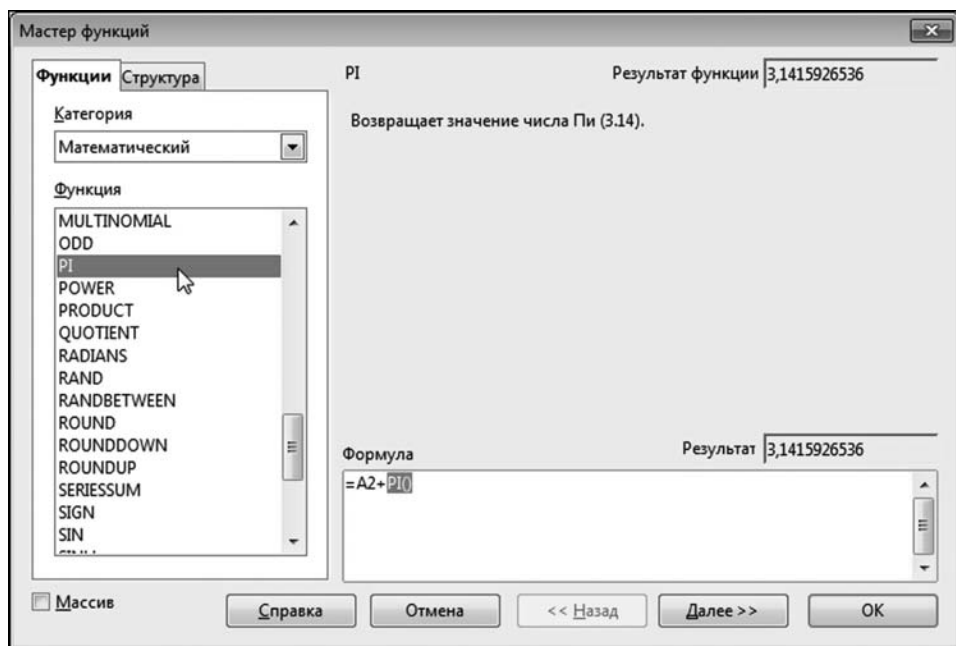 Мастер функций
Функции Структура
Категория
Математический
Функция
MULTINOMIAL
ODD
PI
POWER
PRODUCT
QUOTIENT
RADIANS
RAND
RANDBETWEEN
ROUND
ROUNDDOWN
ROUNDUP
SERIESSUM
SIGN
SIN
PI
Результат функции 3,1415926536
Возвращает значение числа Пи (3.14).
Формула
Результат 3,1415926536
=A2+PI()
Массив
Справка
Отмена
<< Назад
Далее >>
OK